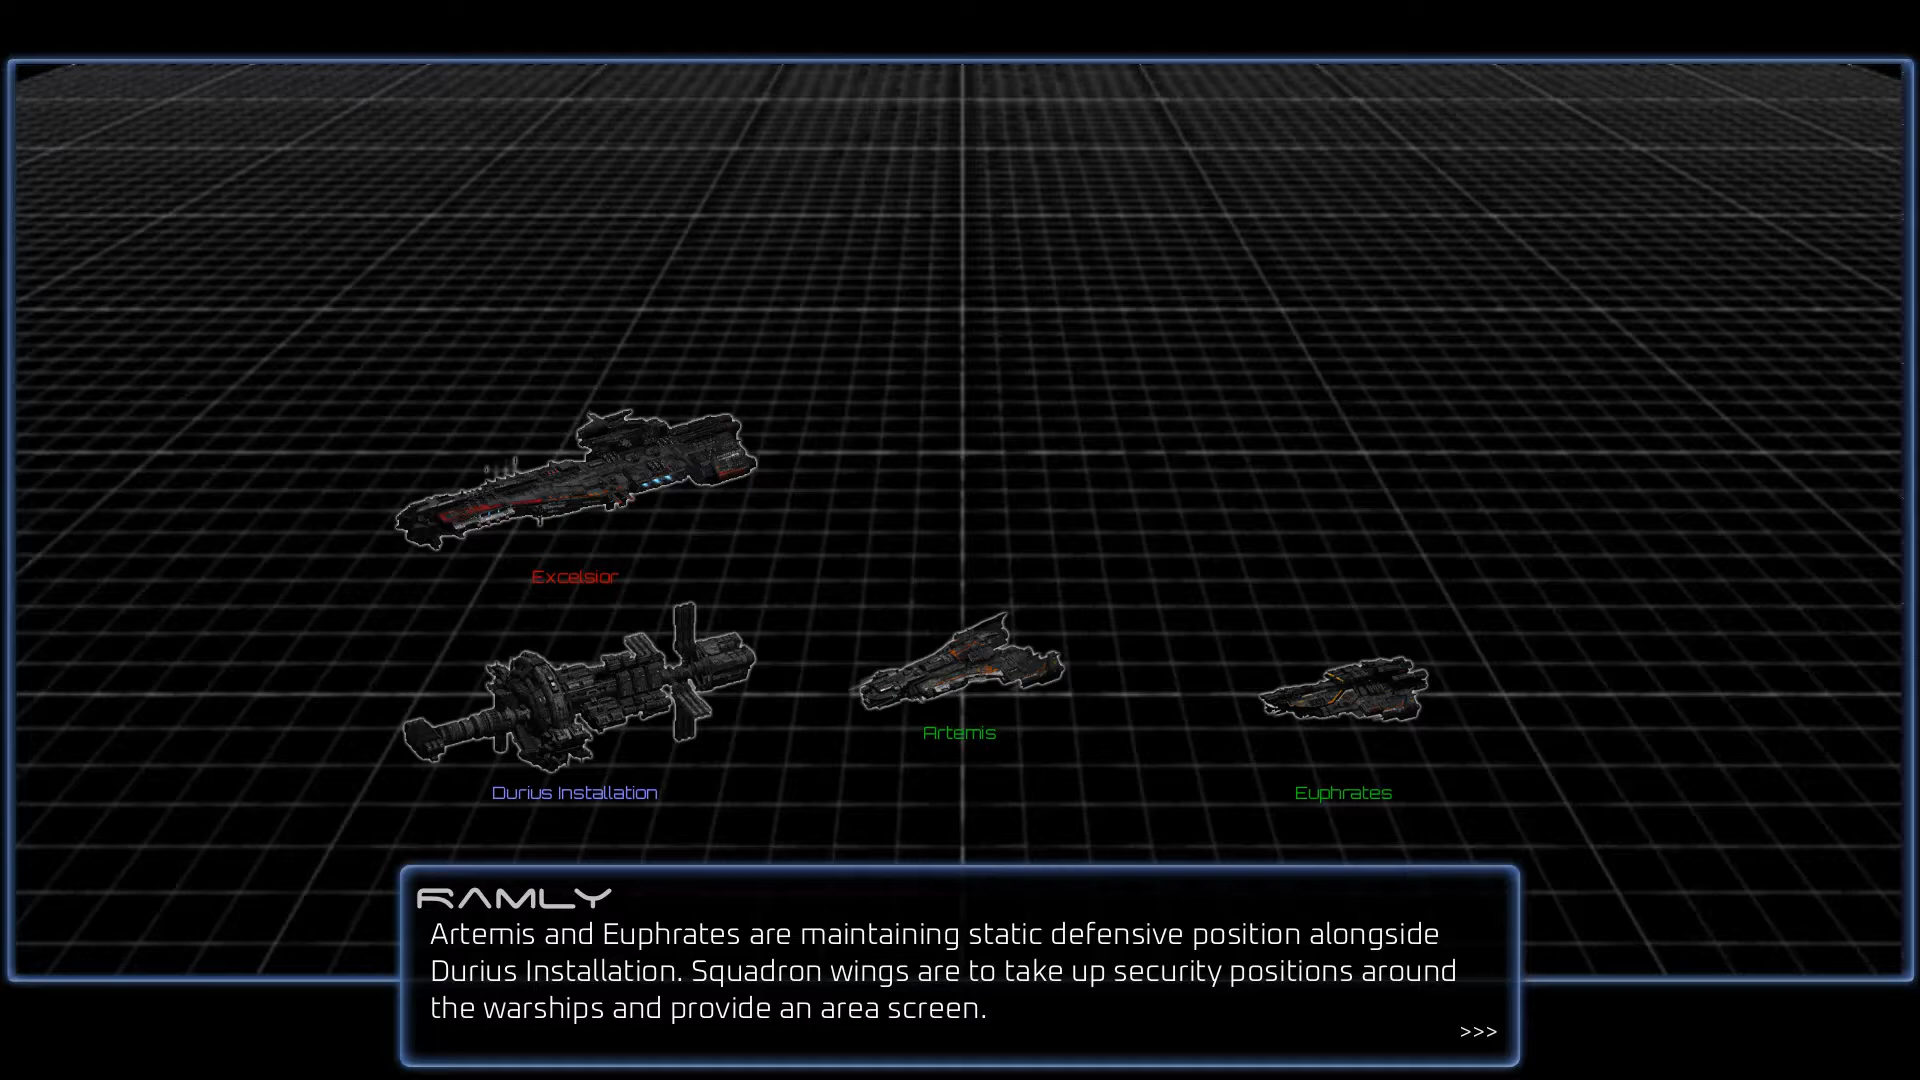 Excelsior
Artemis
Durius Installation
Euphrates
RAMLY
Artemis and Euphrates are maintaining static defensive position alongside
Durius Installation. Squadron wings are to take up security positions around
the warships and provide an area screen.
>>>